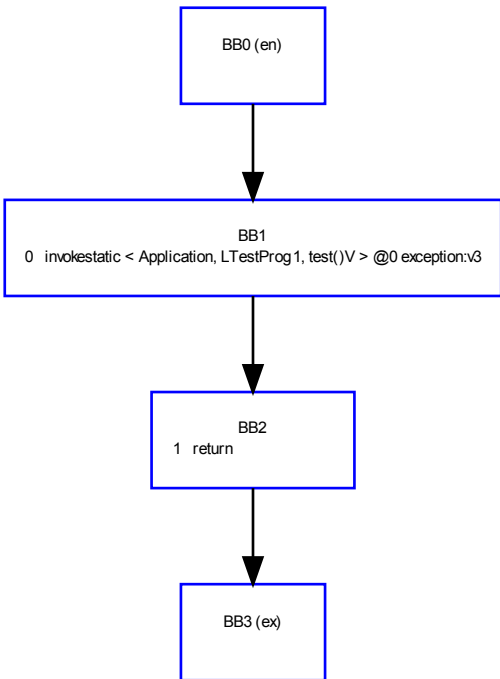 BB0 (en)
BB1
0 invokestatic < Application, LTestProg1, test()V > @0 exception:v3
BB2
1 return
BB3 (ex)